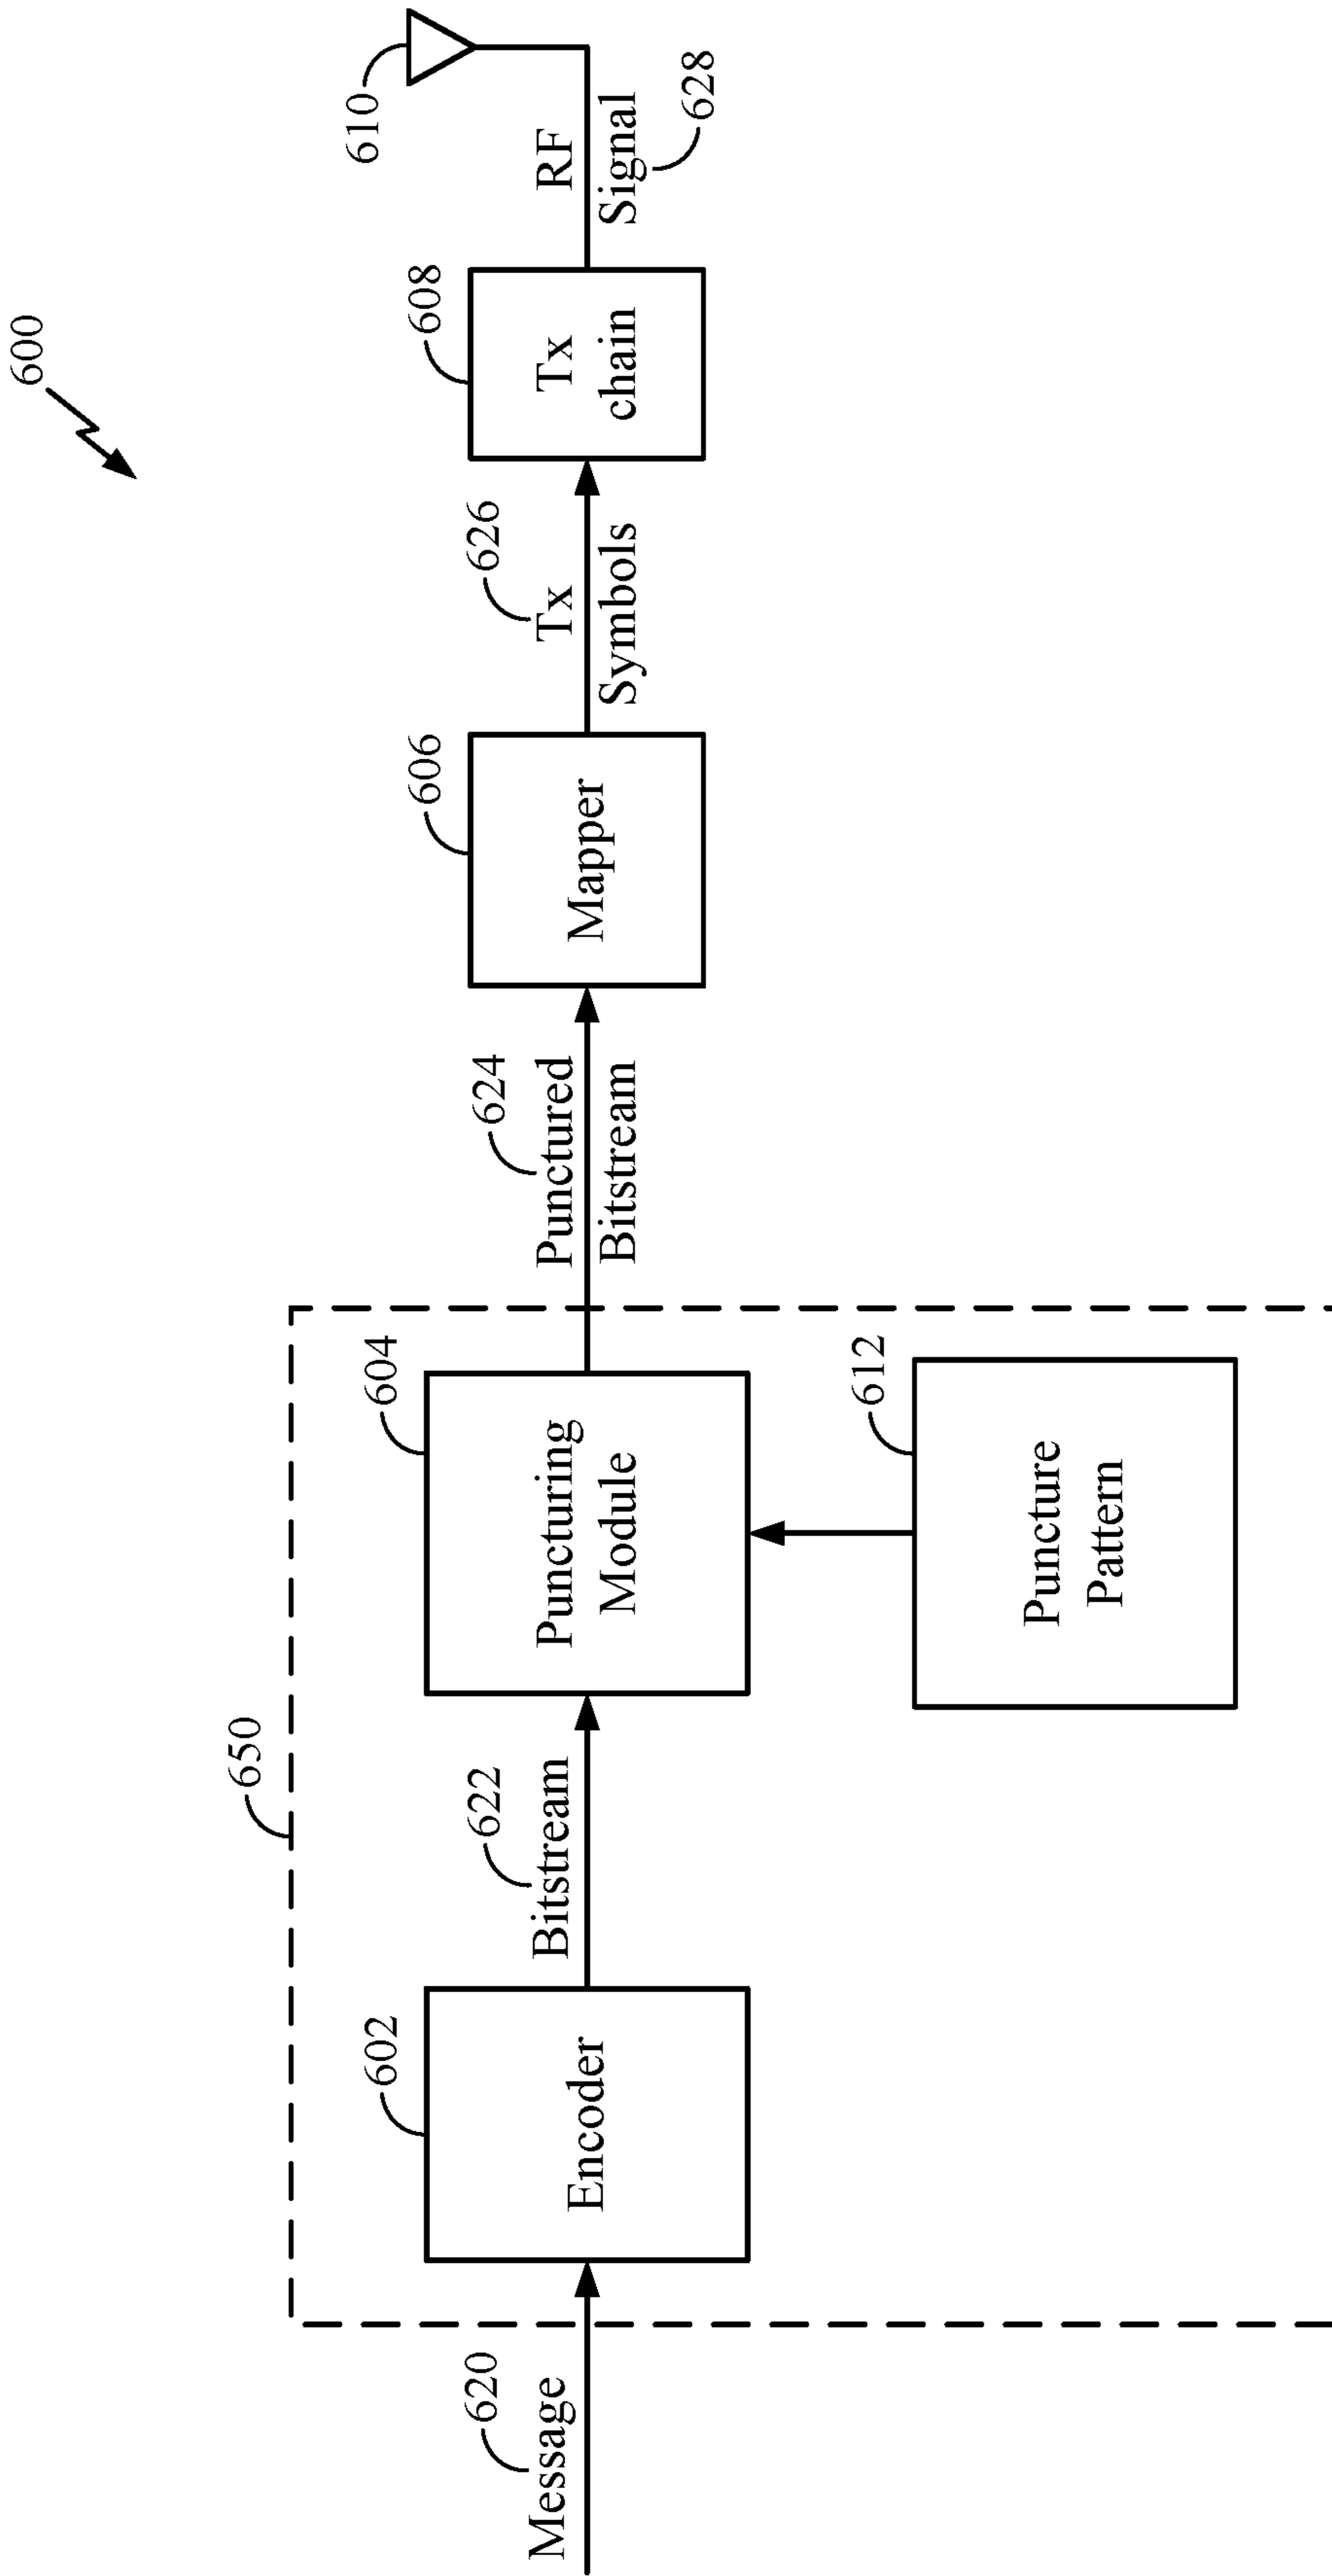 600
650
620
Message
602
Encoder
622
Bitstream
604
Puncturing
Module
612
Puncture
Pattern
624
Punctured
Bitstream
606
Mapper
626
Tx
Symbols
608
Tx
chain
RF
Signal
628
610